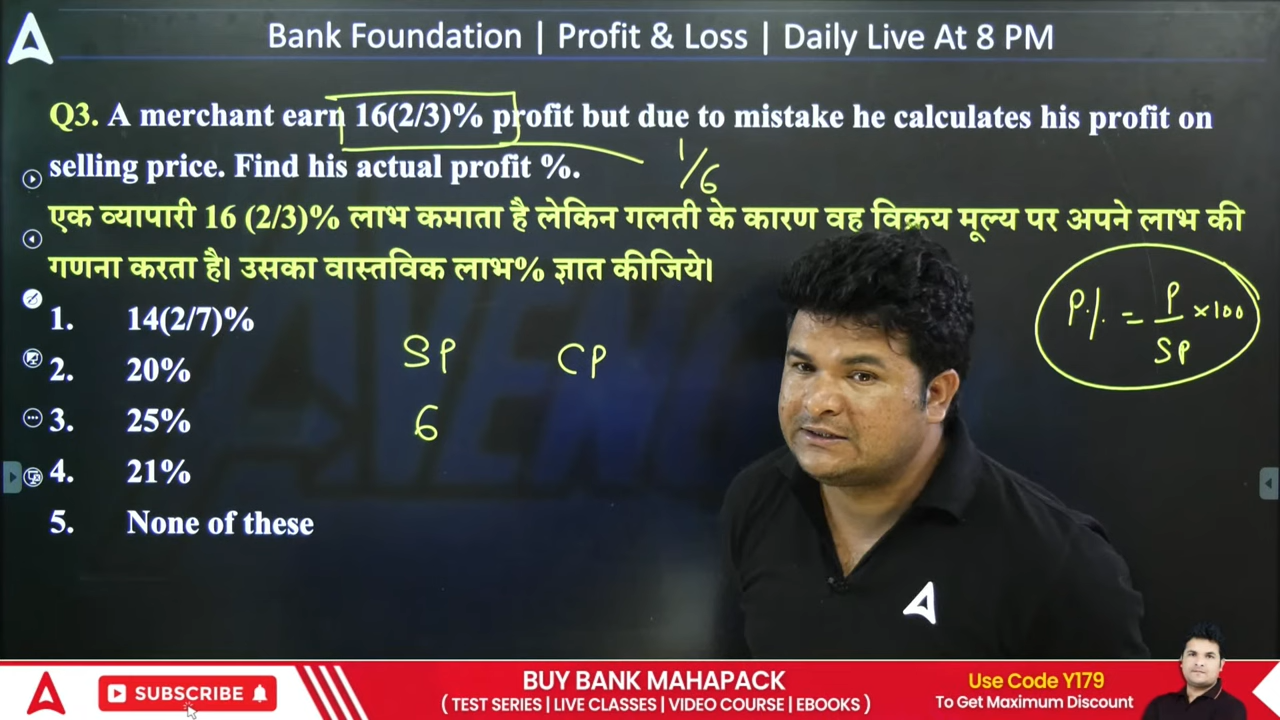 Bank Foundation | Profit & Loss | Daily Live At 8 PM
Q3. A merchant earn 16(2/3)% profit but due to mistake he calculates his profit on
selling price. Find his actual profit %.
1/6
एक व्यापारी 16 (2/3)% लाभ कमाता है लेकिन गलती के कारण वह विक्रय मूल्य पर अपने लाभ की
गणना करता है। उसका वास्तविक लाभ% ज्ञात कीजिये।
P% = P/SP ×100
1. 14(2/7)%
2. 20%
3. 25%
4. 21%
5. None of these
SP CP
6
SUBSCRIBE
BUY BANK MAHAPACK
( TEST SERIES | LIVE CLASSES | VIDEO COURSE | EBOOKS )
Use Code Y179
To Get Maximum Discount